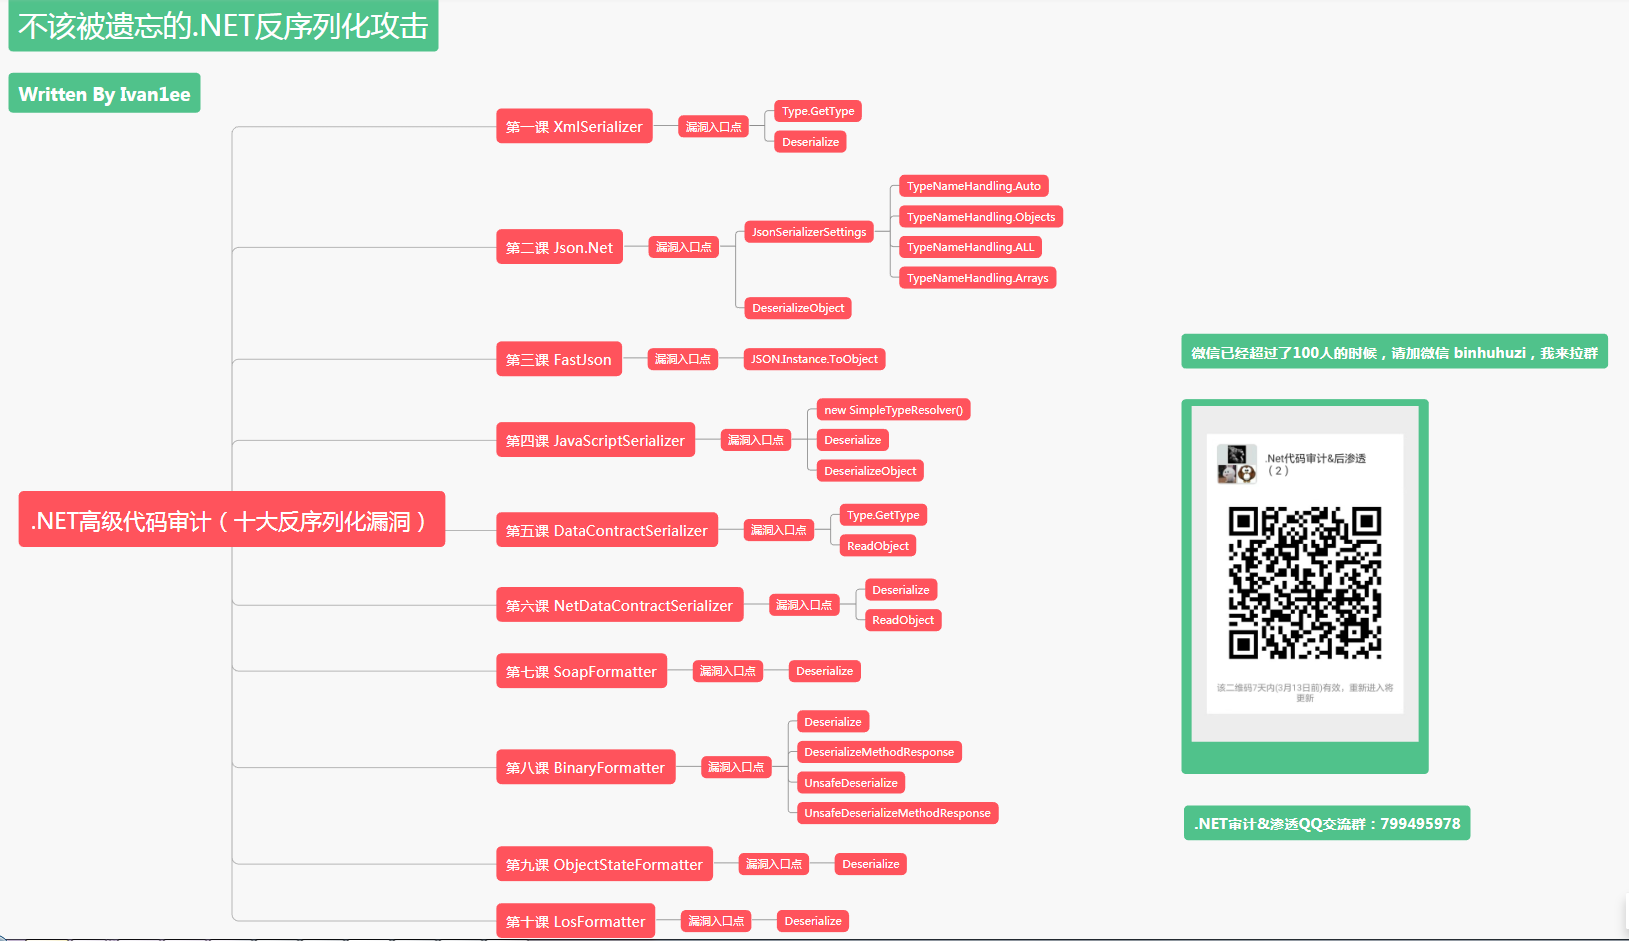 不该被遗忘的.NET反序列化攻击
Written By Ivan1ee
.NET高级代码审计（十大反序列化漏洞）
第一课 XmlSerializer
漏洞入口点
Type.GetType
Deserialize
第二课 Json.Net
漏洞入口点
JsonSerializerSettings
TypeNameHandling.Auto
TypeNameHandling.Objects
TypeNameHandling.ALL
TypeNameHandling.Arrays
DeserializeObject
第三课 FastJson
漏洞入口点
JSON.Instance.ToObject
第四课 JavaScriptSerializer
漏洞入口点
new SimpleTypeResolver()
Deserialize
DeserializeObject
第五课 DataContractSerializer
漏洞入口点
Type.GetType
ReadObject
第六课 NetDataContractSerializer
漏洞入口点
Deserialize
ReadObject
第七课 SoapFormatter
漏洞入口点
Deserialize
第八课 BinaryFormatter
漏洞入口点
Deserialize
DeserializeMethodResponse
UnsafeDeserialize
UnsafeDeserializeMethodResponse
第九课 ObjectStateFormatter
漏洞入口点
Deserialize
第十课 LosFormatter
漏洞入口点
Deserialize
微信已经超过了100人的时候，请加微信 binhuhuzi，我来拉群
.Net代码审计&后渗透
（2）
该二维码7天内(3月13日前)有效，重新进入将
更新
.NET审计&渗透QQ交流群：799495978